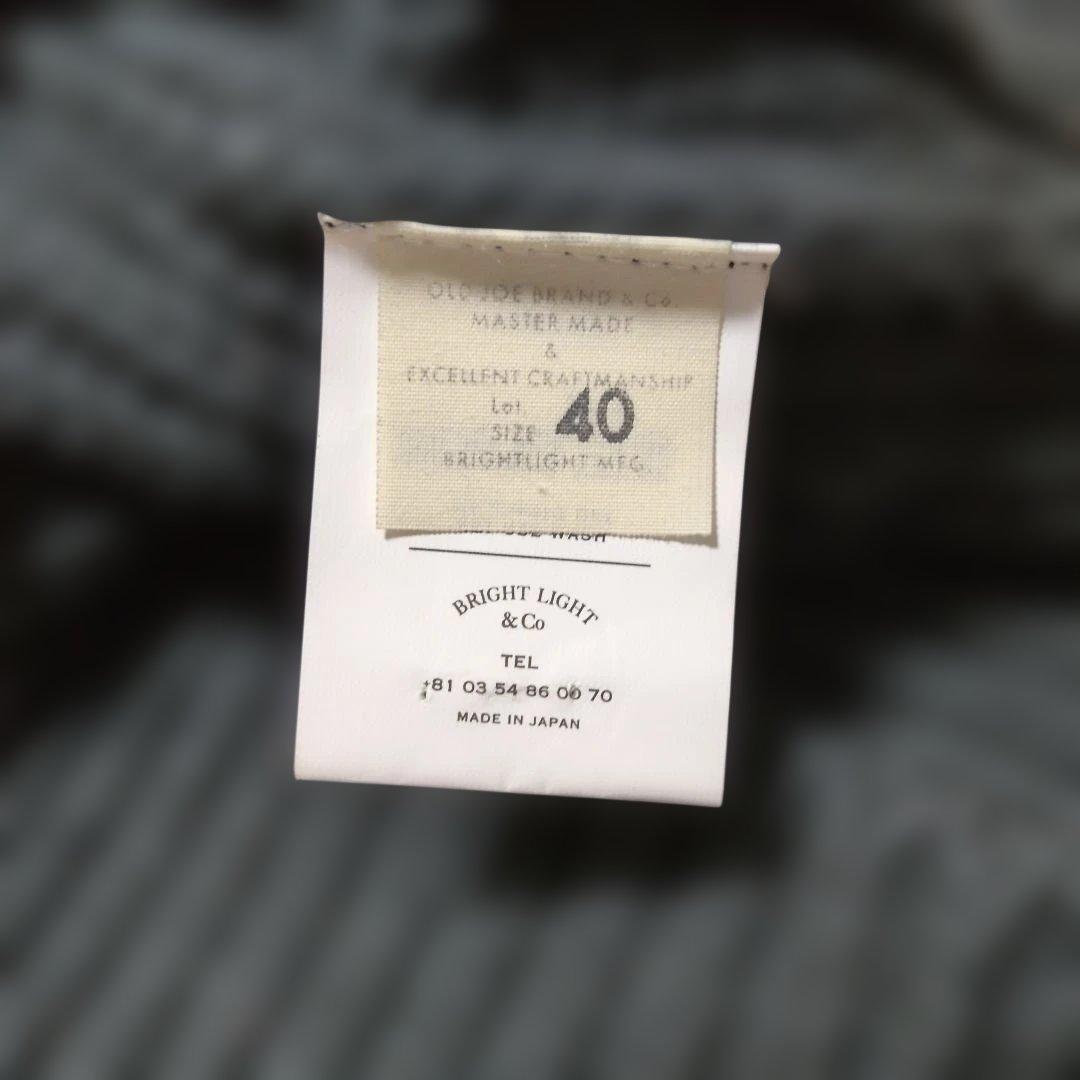 OLD JOE BRAND & Co.
MASTER MADE
&
EXCELLENT CRAFTMANSHIP
Lot.
SIZE 40
BRIGHTLIGHT MFG.
WASH
BRIGHT LIGHT
& Co
TEL
+81 03 54 86 00 70
MADE IN JAPAN